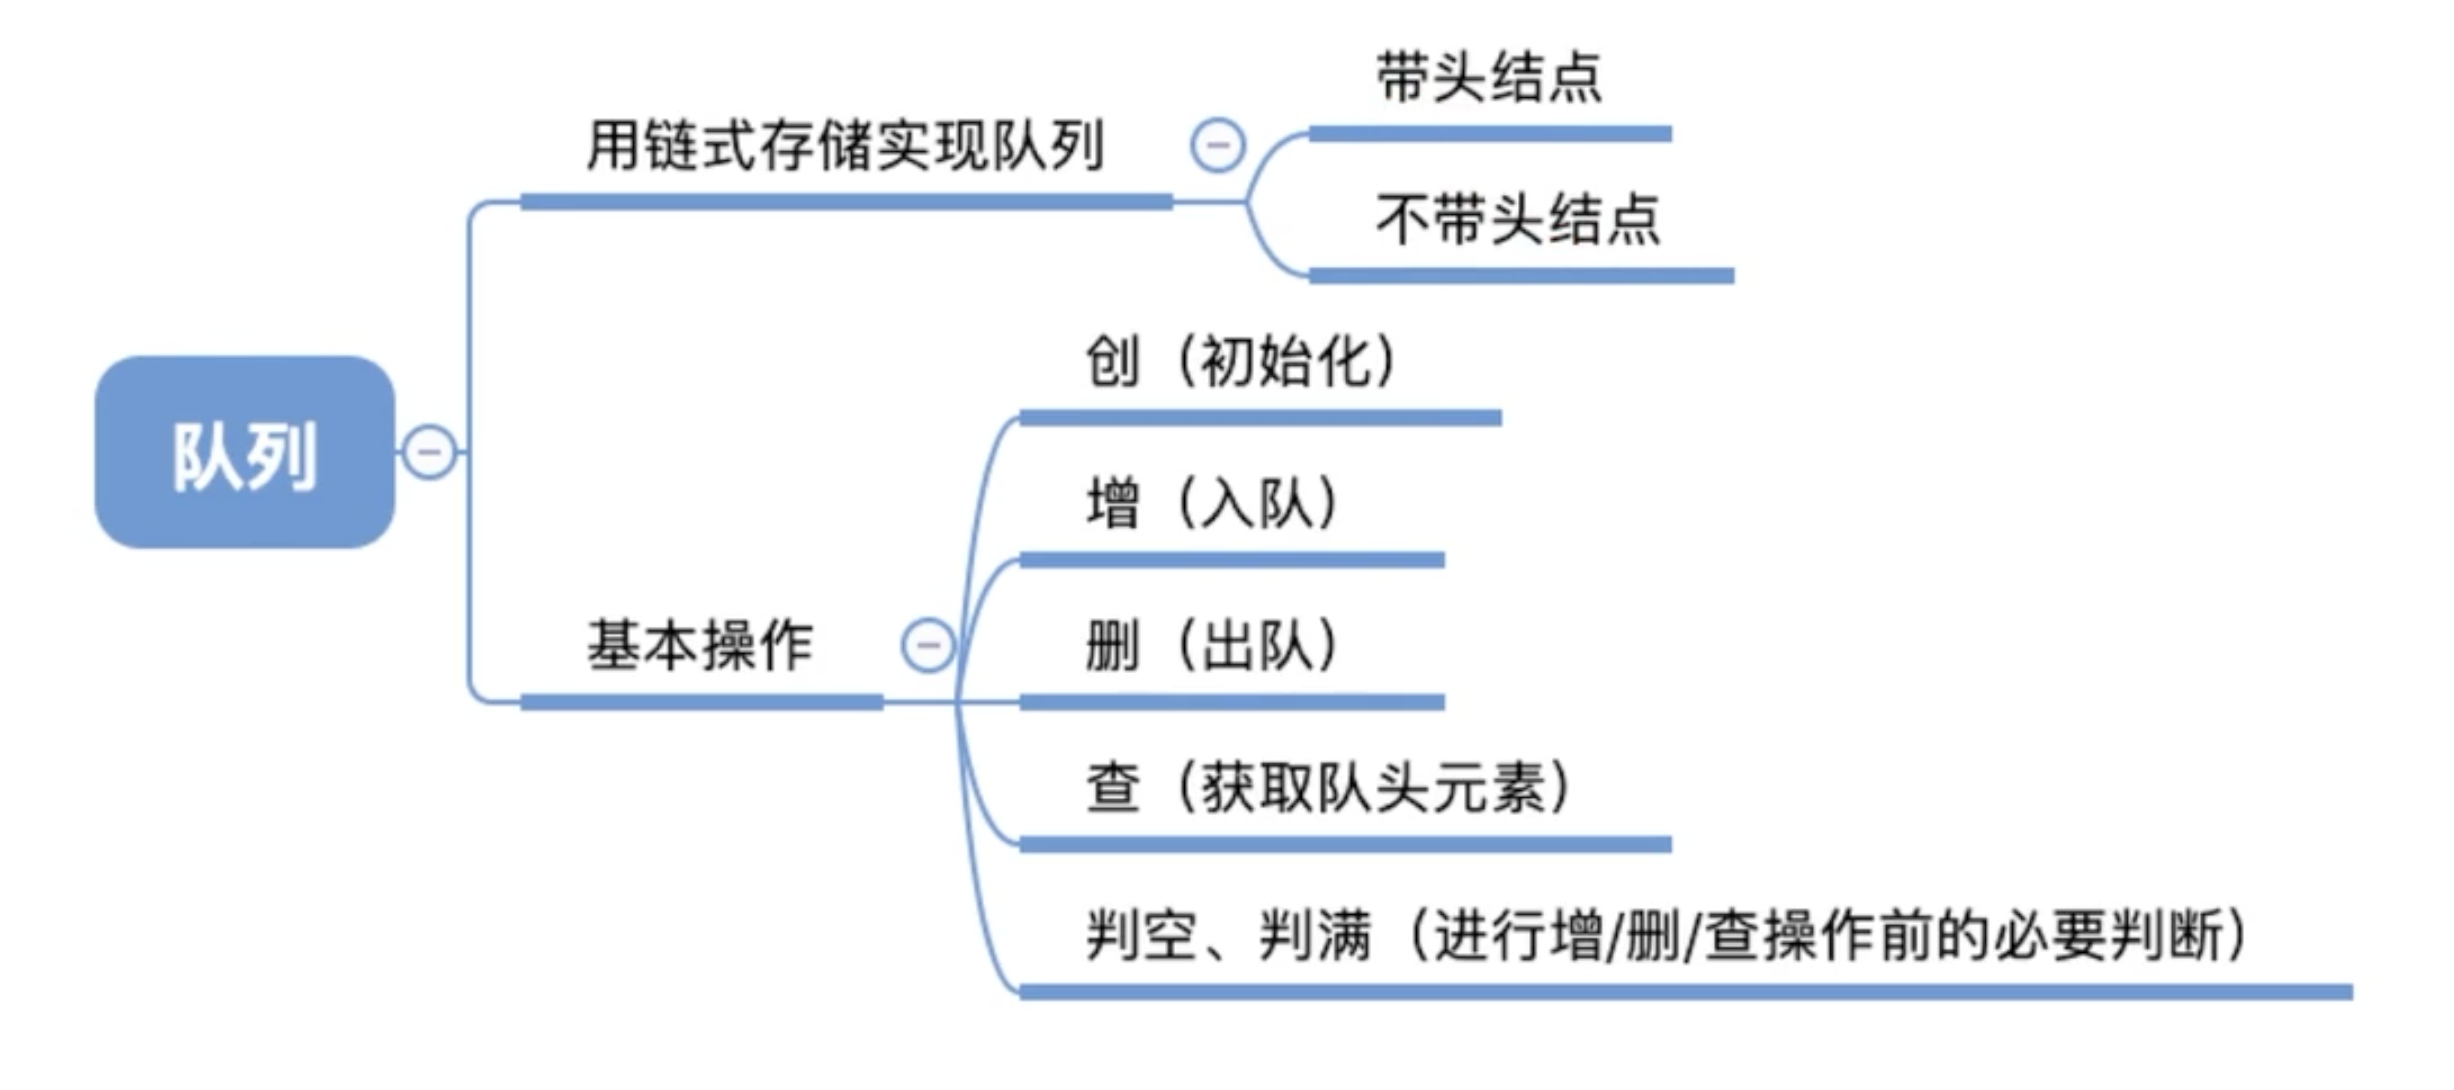 队列
用链式存储实现队列
带头结点
不带头结点
基本操作
创（初始化）
增（入队）
删（出队）
查（获取队头元素）
判空、判满（进行增/删/查操作前的必要判断）